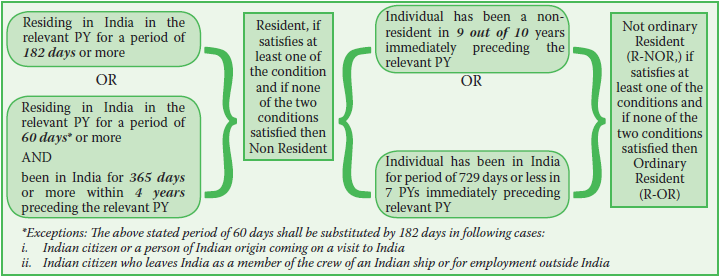 Residing in India in the
relevant PY for a period of
182 days or more
OR
Residing in India in the
relevant PY for a period of
60 days* or more
AND
been in India for 365 days
or more within 4 years
preceding the relevant PY
Resident, if
satisfies at
least one of
the condition
and if none
of the two
conditions
satisfied then
Non Resident
Individual has been a non-
resident in 9 out of 10 years
immediately preceding the
relevant PY
OR
Individual has been in India
for period of 729 days or less in
7 PYs immediately preceding
relevant PY
Not ordinary
Resident
(R-NOR,) if
satisfies at
least one of the
conditions and
if none of the
two conditions
satisfied then
Ordinary
Resident
(R-OR)
*Exceptions: The above stated period of 60 days shall be substituted by 182 days in following cases:
i. Indian citizen or a person of Indian origin coming on a visit to India
ii. Indian citizen who leaves India as a member of the crew of an Indian ship or for employment outside India